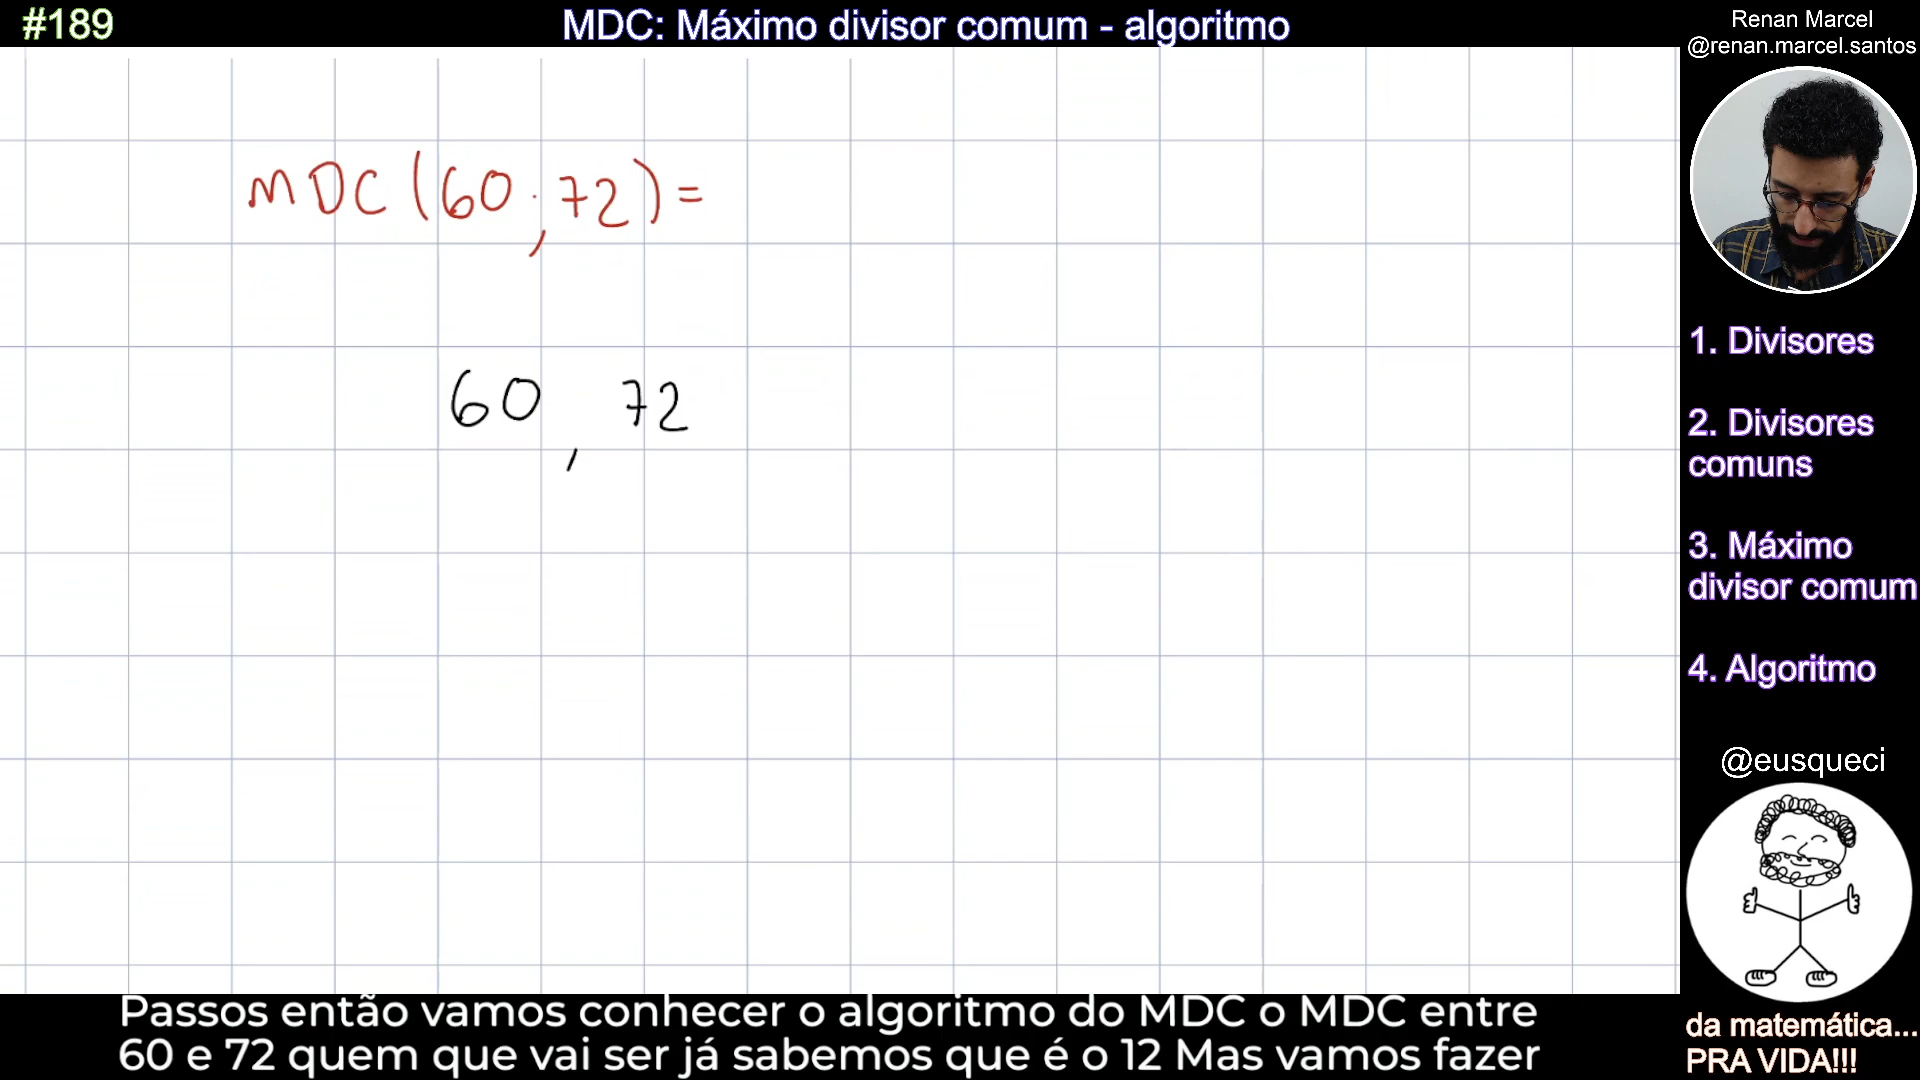 #189
MDC: Máximo divisor comum - algoritmo
Renan Marcel
@renan.marcel.santos
MDC(60;72)=
60, 72
1. Divisores
2. Divisores
comuns
3. Máximo
divisor comum
4. Algoritmo
@eusqueci
da matemática...
PRA VIDA!!!
Passos então vamos conhecer o algoritmo do MDC o MDC entre
60 e 72 quem que vai ser já sabemos que é o 12 Mas vamos fazer